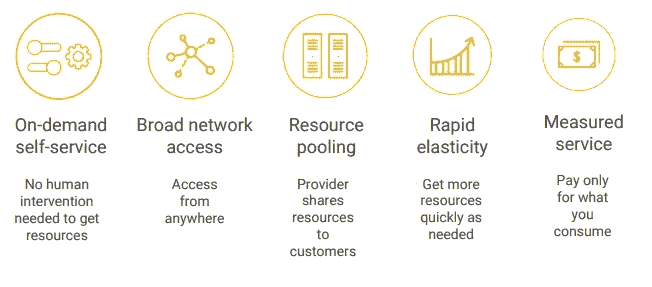 On-demand
self-service
No human
intervention
needed to get
resources
Broad network
access
Access
from
anywhere
Resource
pooling
Provider
shares
resources
to
customers
Rapid
elasticity
Get more
resources
quickly as
needed
$
Measured
service
Pay only
for what
you
consume